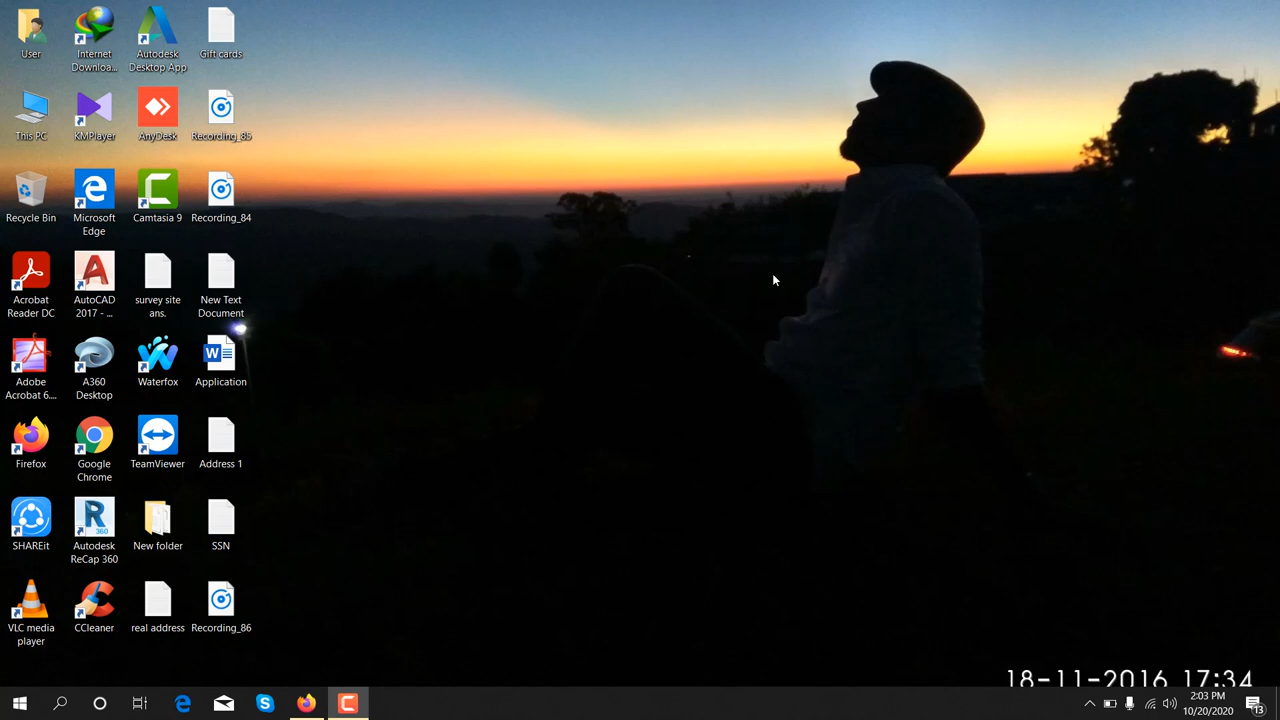 User
Internet
Downloa...
Autodesk
Desktop App
Gift cards
This PC
KMPlayer
AnyDesk
Recording_85
Recycle Bin
Microsoft
Edge
Camtasia 9
Recording_84
Acrobat
Reader DC
AutoCAD
2017 - ...
survey site
ans.
New Text
Document
Adobe
Acrobat 6....
A360
Desktop
Waterfox
Application
Firefox
Google
Chrome
TeamViewer
Address 1
SHAREit
Autodesk
ReCap 360
New folder
SSN
VLC media
player
CCleaner
real address
Recording_86
18-11-2016 17:34
2:03 PM
10/20/2020
13